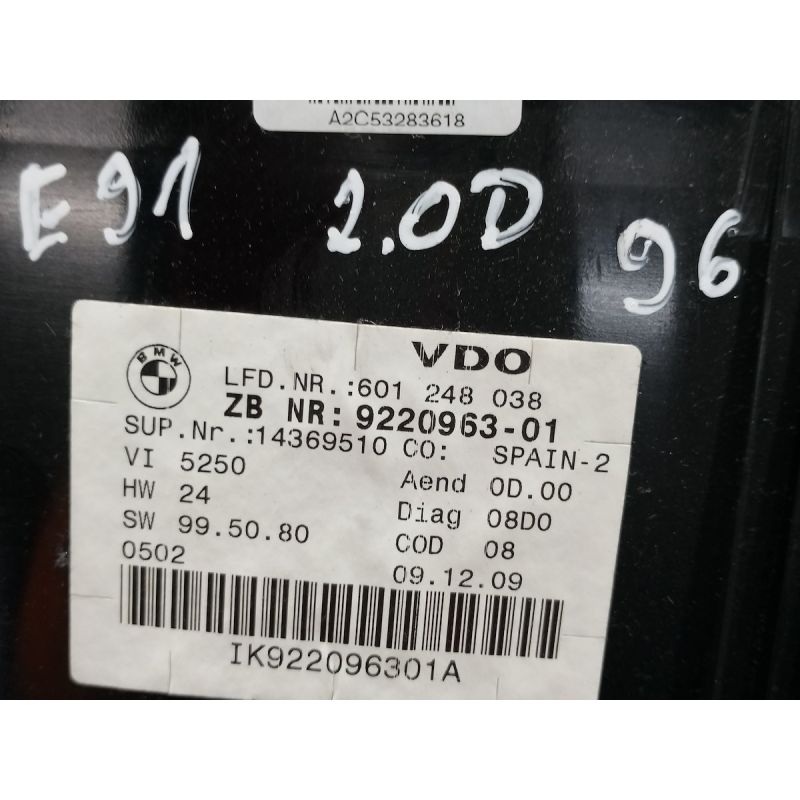 A2C53283618
E91 2.0D 96
BMW
VDO
LFD.NR.:601 248 038
ZB NR: 9220963-01
SUP.Nr.:14369510 CO: SPAIN-2
VI 5250 Aend 0D.00
HW 24 Diag 08D0
SW 99.50.80 COD 08
0502 09.12.09
IK922096301A